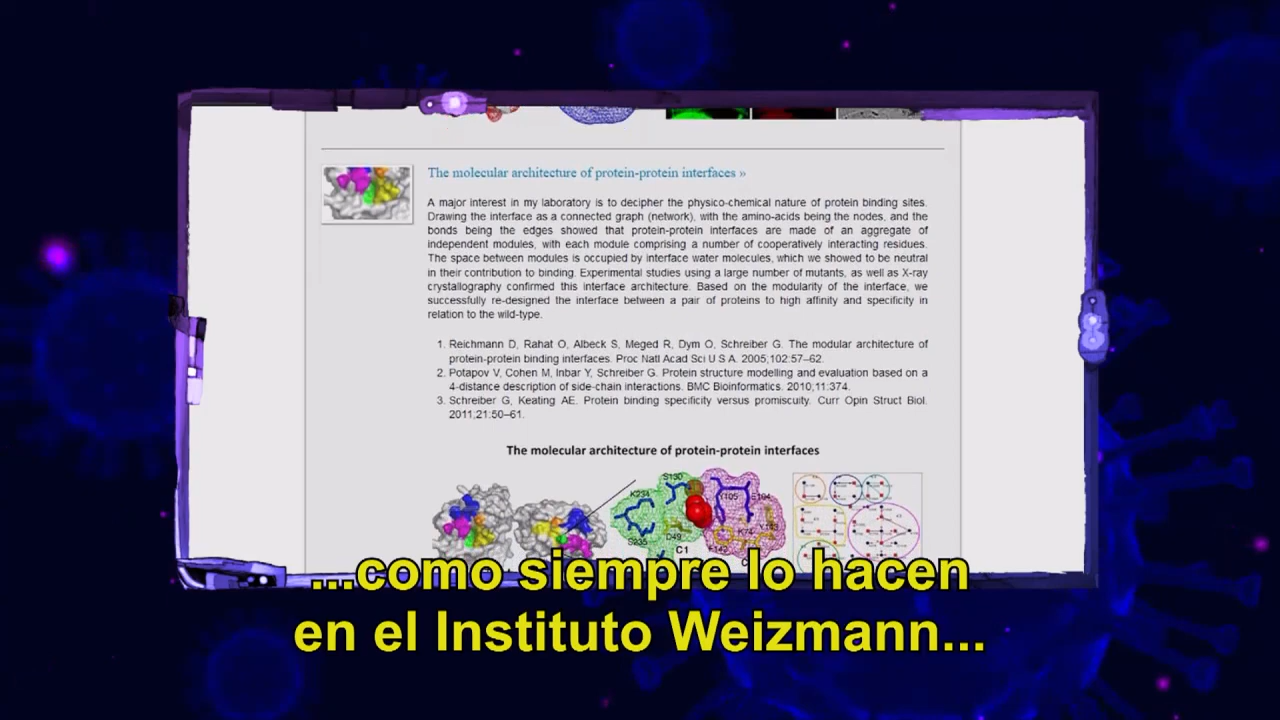 The molecular architecture of protein-protein interfaces »
A major interest in my laboratory is to decipher the physico-chemical nature of protein binding sites.
Drawing the interface as a connected graph (network), with the amino-acids being the nodes, and the
bonds being the edges showed that protein-protein interfaces are made of an aggregate of
independent modules, with each module comprising a number of cooperatively interacting residues.
The space between modules is occupied by interface water molecules, which we showed to be neutral
in their contribution to binding. Experimental studies using a large number of mutants, as well as X-ray
crystallography confirmed this interface architecture. Based on the modularity of the interface, we
successfully re-designed the interface between a pair of proteins to high affinity and specificity in
relation to the wild-type.
1. Reichmann D, Rahat O, Albeck S, Meged R, Dym O, Schreiber G. The modular architecture of
protein-protein binding interfaces. Proc Natl Acad Sci U S A. 2005;102:57–62.
2. Potapov V, Cohen M, Inbar Y, Schreiber G. Protein structure modelling and evaluation based on a
4-distance description of side-chain interactions. BMC Bioinformatics. 2010;11:374.
3. Schreiber G, Keating AE. Protein binding specificity versus promiscuity. Curr Opin Struct Biol.
2011;21:50–61.
The molecular architecture of protein-protein interfaces
S130
K234
Y105
S235
D49
K74
F142
C1
...como siempre lo hacen
en el Instituto Weizmann...